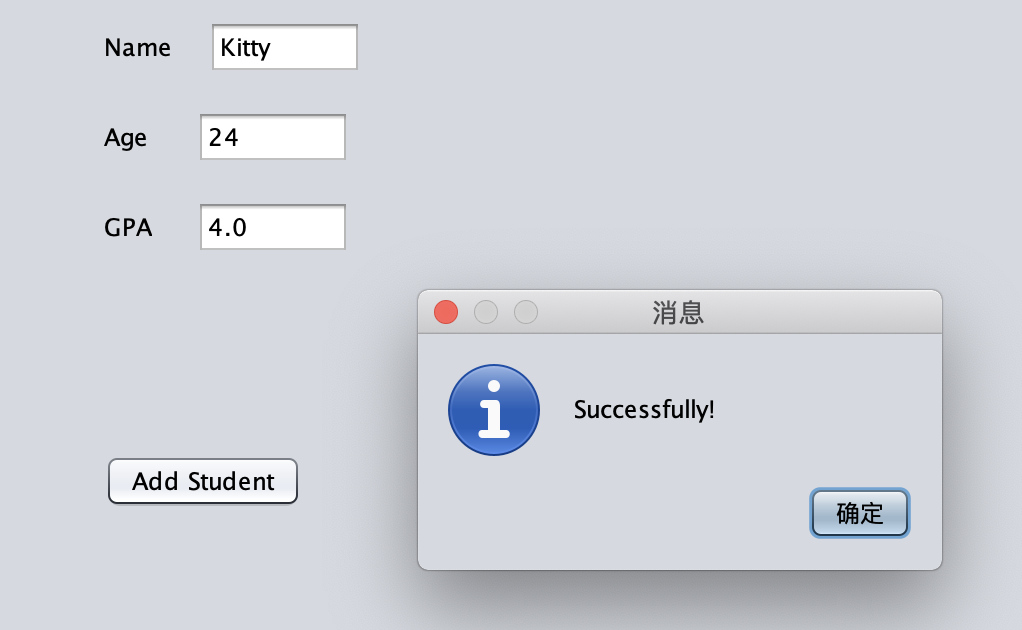 Name Kitty
Age 24
GPA 4.0
消息
Successfully!
Add Student
确定